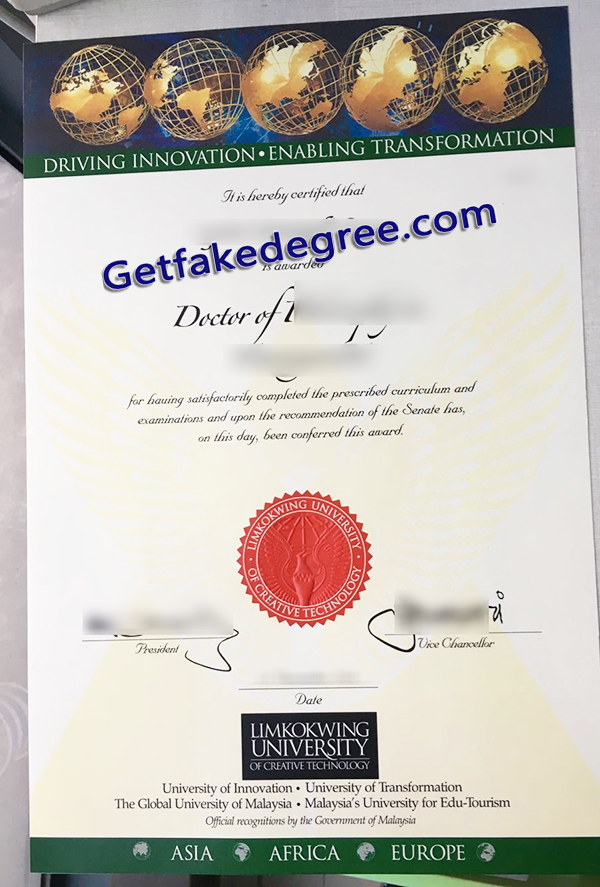 DRIVING INNOVATION • ENABLING TRANSFORMATION
It is hereby certified that
Getfakedegree.com
is awarded
Doctor of
for having satisfactorily completed the prescribed curriculum and
examinations and upon the recommendation of the Senate has,
on this day, been conferred this award.
LIMKOKWING UNIVERSITY
OF CREATIVE TECHNOLOGY
President
Vice Chancellor
Date
LIMKOKWING
UNIVERSITY
OF CREATIVE TECHNOLOGY
University of Innovation • University of Transformation
The Global University of Malaysia • Malaysia's University for Edu-Tourism
Official recognitions by the Government of Malaysia
ASIA AFRICA EUROPE